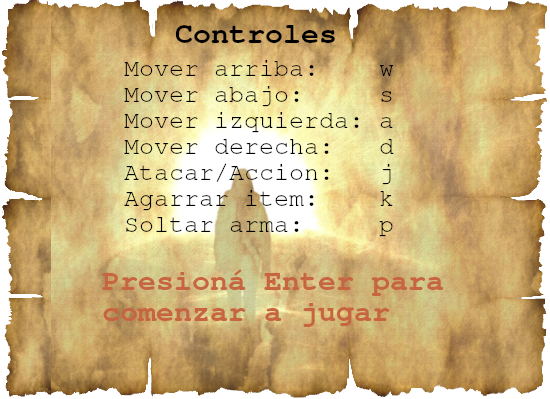 Controles
Mover arriba: w
Mover abajo: s
Mover izquierda: a
Mover derecha: d
Atacar/Accion: j
Agarrar item: k
Soltar arma: p
Presioná Enter para
comenzar a jugar